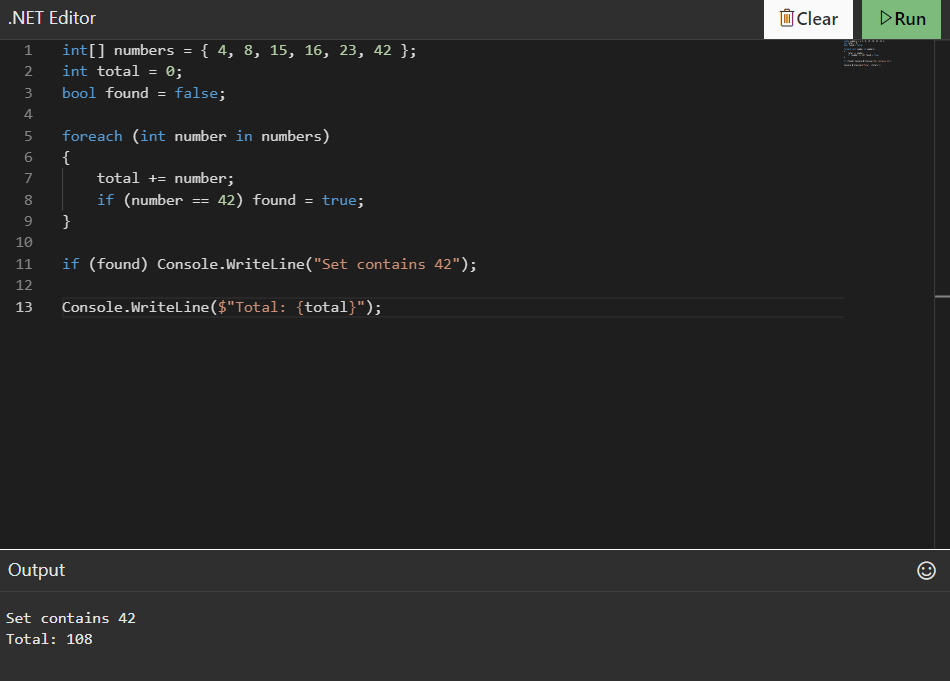 .NET Editor
Clear
Run
1 int[] numbers = { 4, 8, 15, 16, 23, 42 };
2 int total = 0;
3 bool found = false;
4
5 foreach (int number in numbers)
6 {
7     total += number;
8     if (number == 42) found = true;
9 }
10
11 if (found) Console.WriteLine("Set contains 42");
12
13 Console.WriteLine($"Total: {total}");
Output
Set contains 42
Total: 108